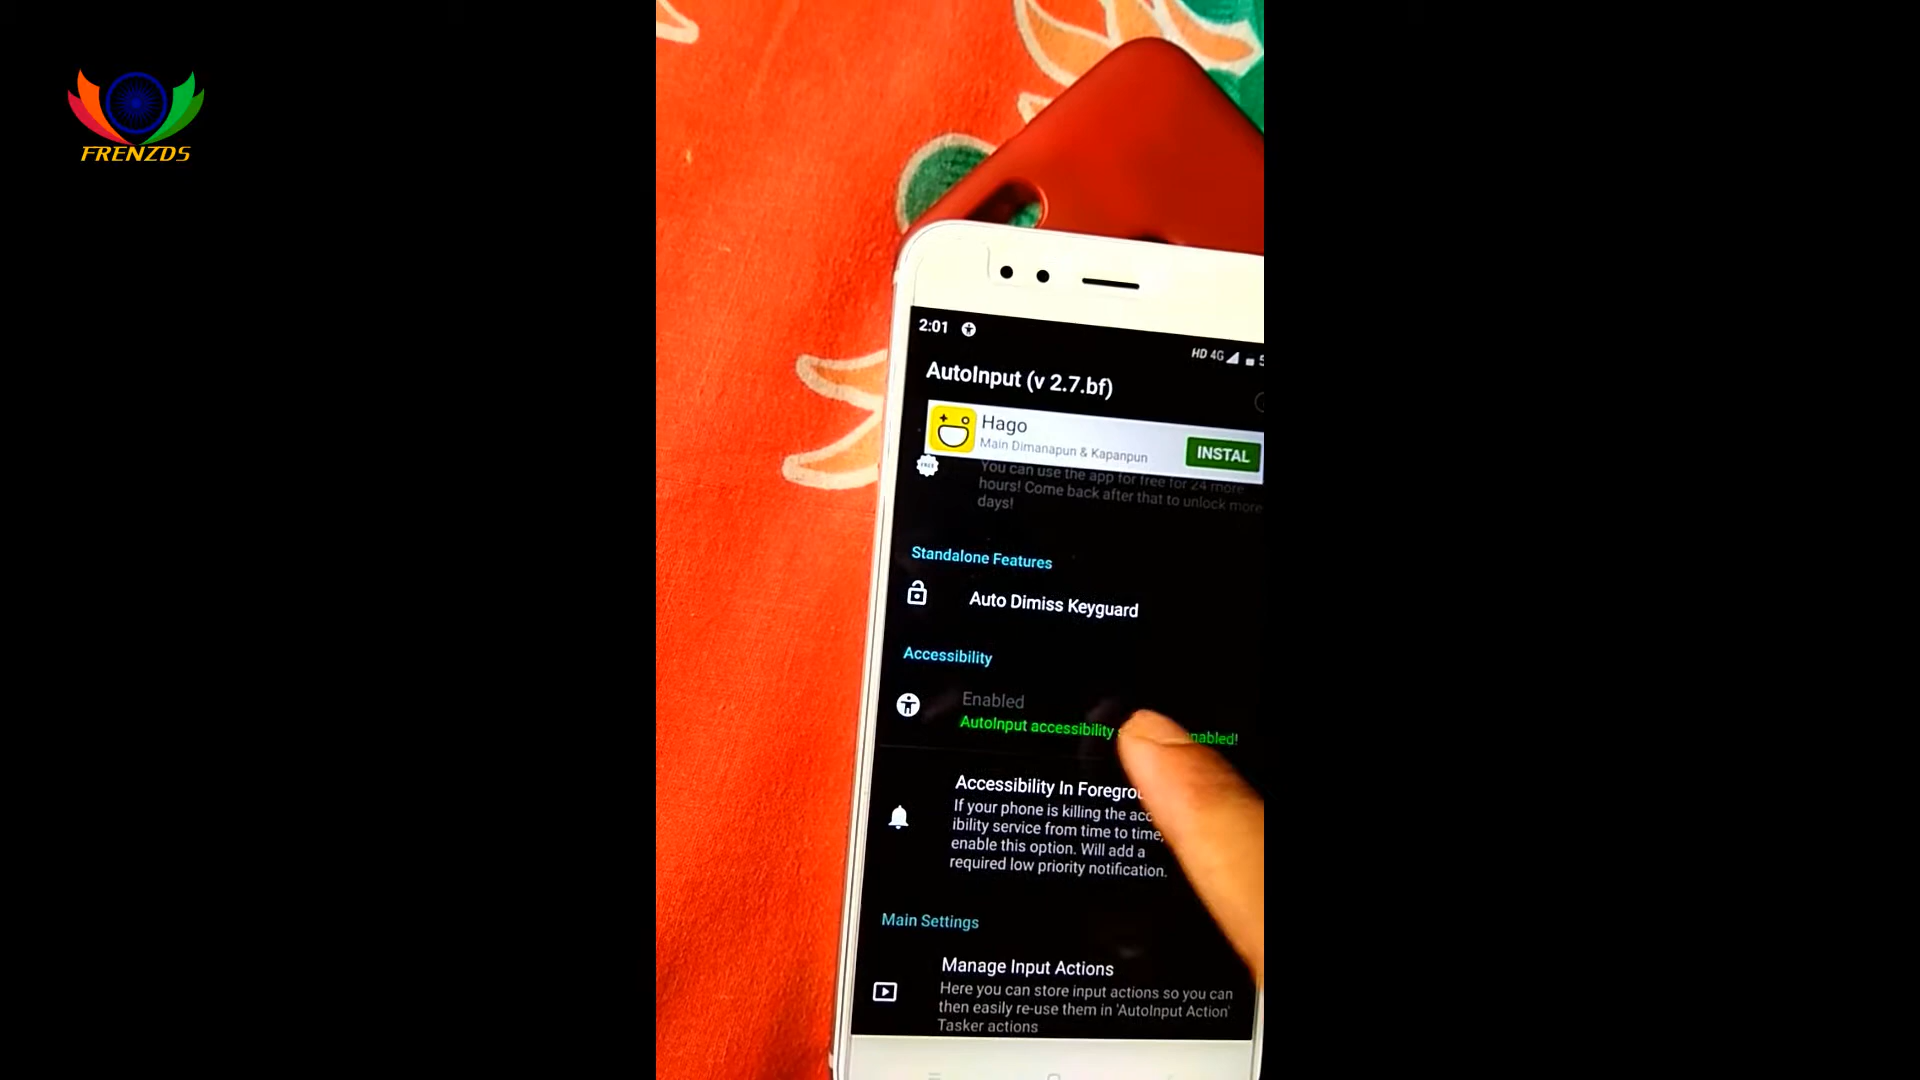 FRENZDS
2:01
HD 4G
AutoInput (v 2.7.bf)
Hago
Main Dimanapun & Kapanpun
INSTAL
FREE
You can use the app for free for 24 more
hours! Come back after that to unlock more
days!
Standalone Features
Auto Dimiss Keyguard
Accessibility
Enabled
AutoInput accessibility enabled!
Accessibility In Foregrou
If your phone is killing the acc
ibility service from time to time,
enable this option. Will add a
required low priority notification.
Main Settings
Manage Input Actions
Here you can store input actions so you can
then easily re-use them in 'AutoInput Action'
Tasker actions